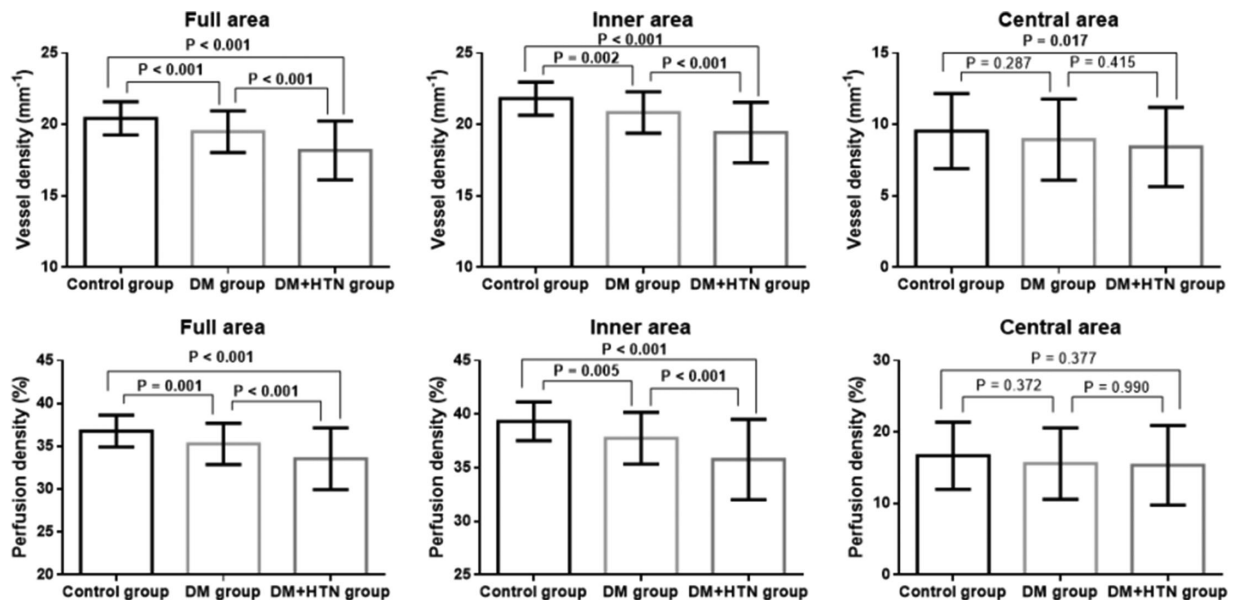 Full area
Inner area
Central area
Vessel density (mm⁻¹)
25
20
15
10
P < 0.001
P < 0.001
P < 0.001
Control group
DM group
DM+HTN group
Vessel density (mm⁻¹)
25
20
15
10
P < 0.001
P = 0.002
P < 0.001
Control group
DM group
DM+HTN group
Vessel density (mm⁻¹)
15
10
5
0
P = 0.017
P = 0.287
P = 0.415
Control group
DM group
DM+HTN group
Full area
Inner area
Central area
Perfusion density (%)
45
40
35
30
25
20
P < 0.001
P = 0.001
P < 0.001
Control group
DM group
DM+HTN group
Perfusion density (%)
45
40
35
30
25
P < 0.001
P = 0.005
P < 0.001
Control group
DM group
DM+HTN group
Perfusion density (%)
30
20
10
0
P = 0.377
P = 0.372
P = 0.990
Control group
DM group
DM+HTN group